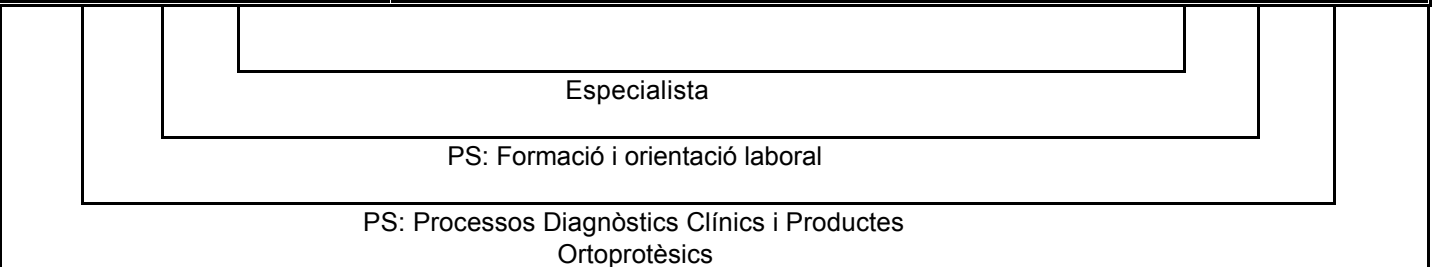 Especialista
PS: Formació i orientació laboral
PS: Processos Diagnòstics Clínics i Productes
Ortoprotèsics